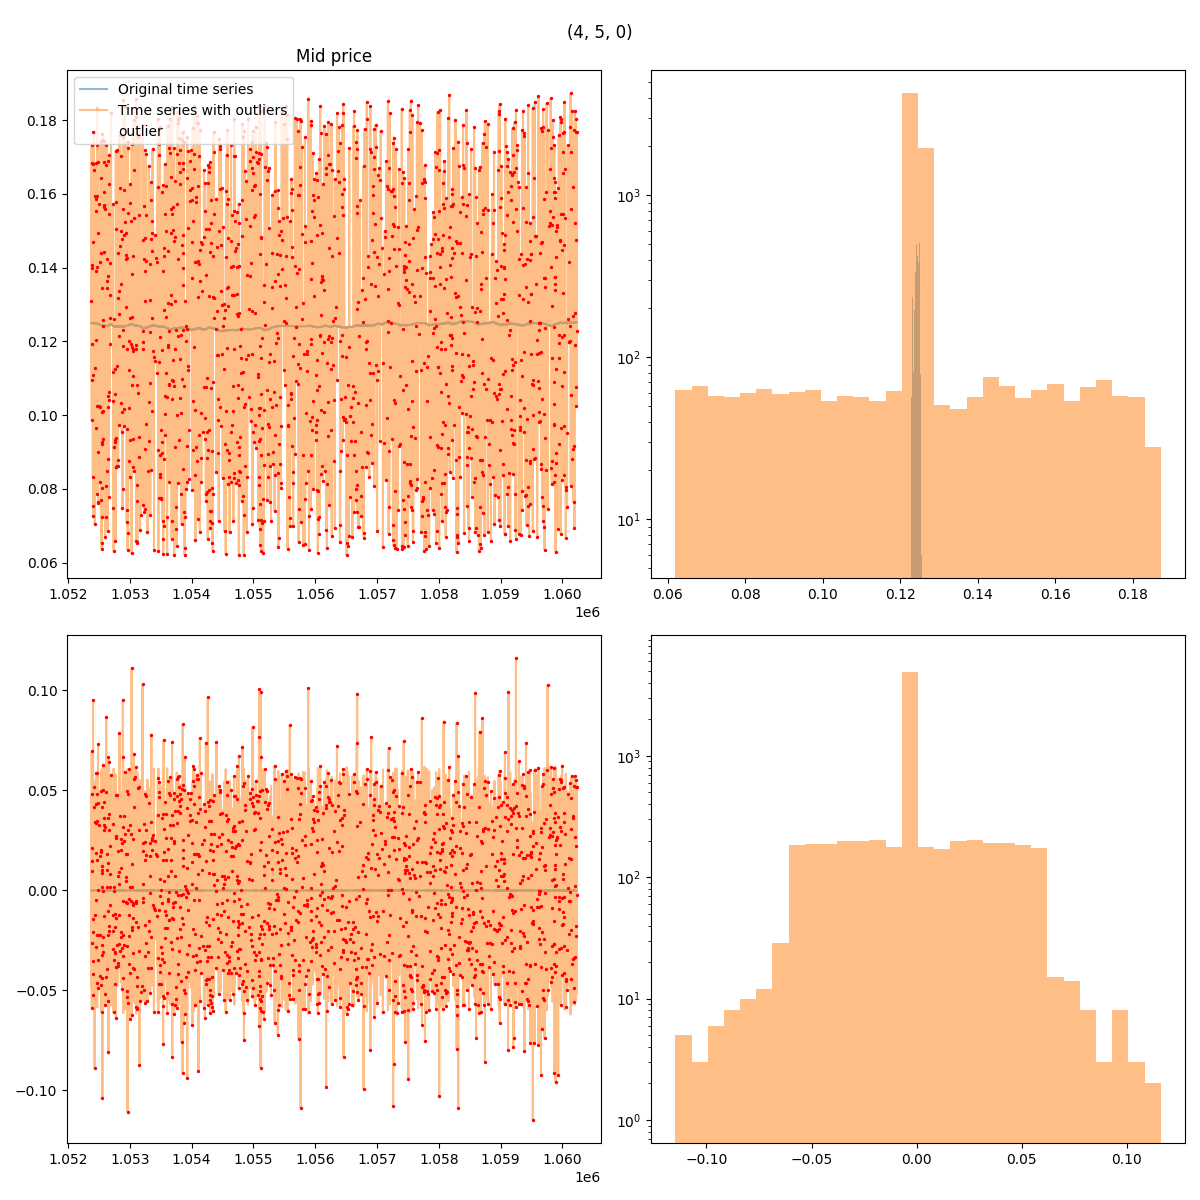 (4, 5, 0)
Mid price
Original time series
Time series with outliers
outlier
0.18
0.16
0.14
0.12
0.10
0.08
0.06
1.052 1.053 1.054 1.055 1.056 1.057 1.058 1.059 1.060
1e6
10³
10²
10¹
0.06 0.08 0.10 0.12 0.14 0.16 0.18
0.10
0.05
0.00
−0.05
−0.10
1.052 1.053 1.054 1.055 1.056 1.057 1.058 1.059 1.060
1e6
10³
10²
10¹
10⁰
−0.10 −0.05 0.00 0.05 0.10